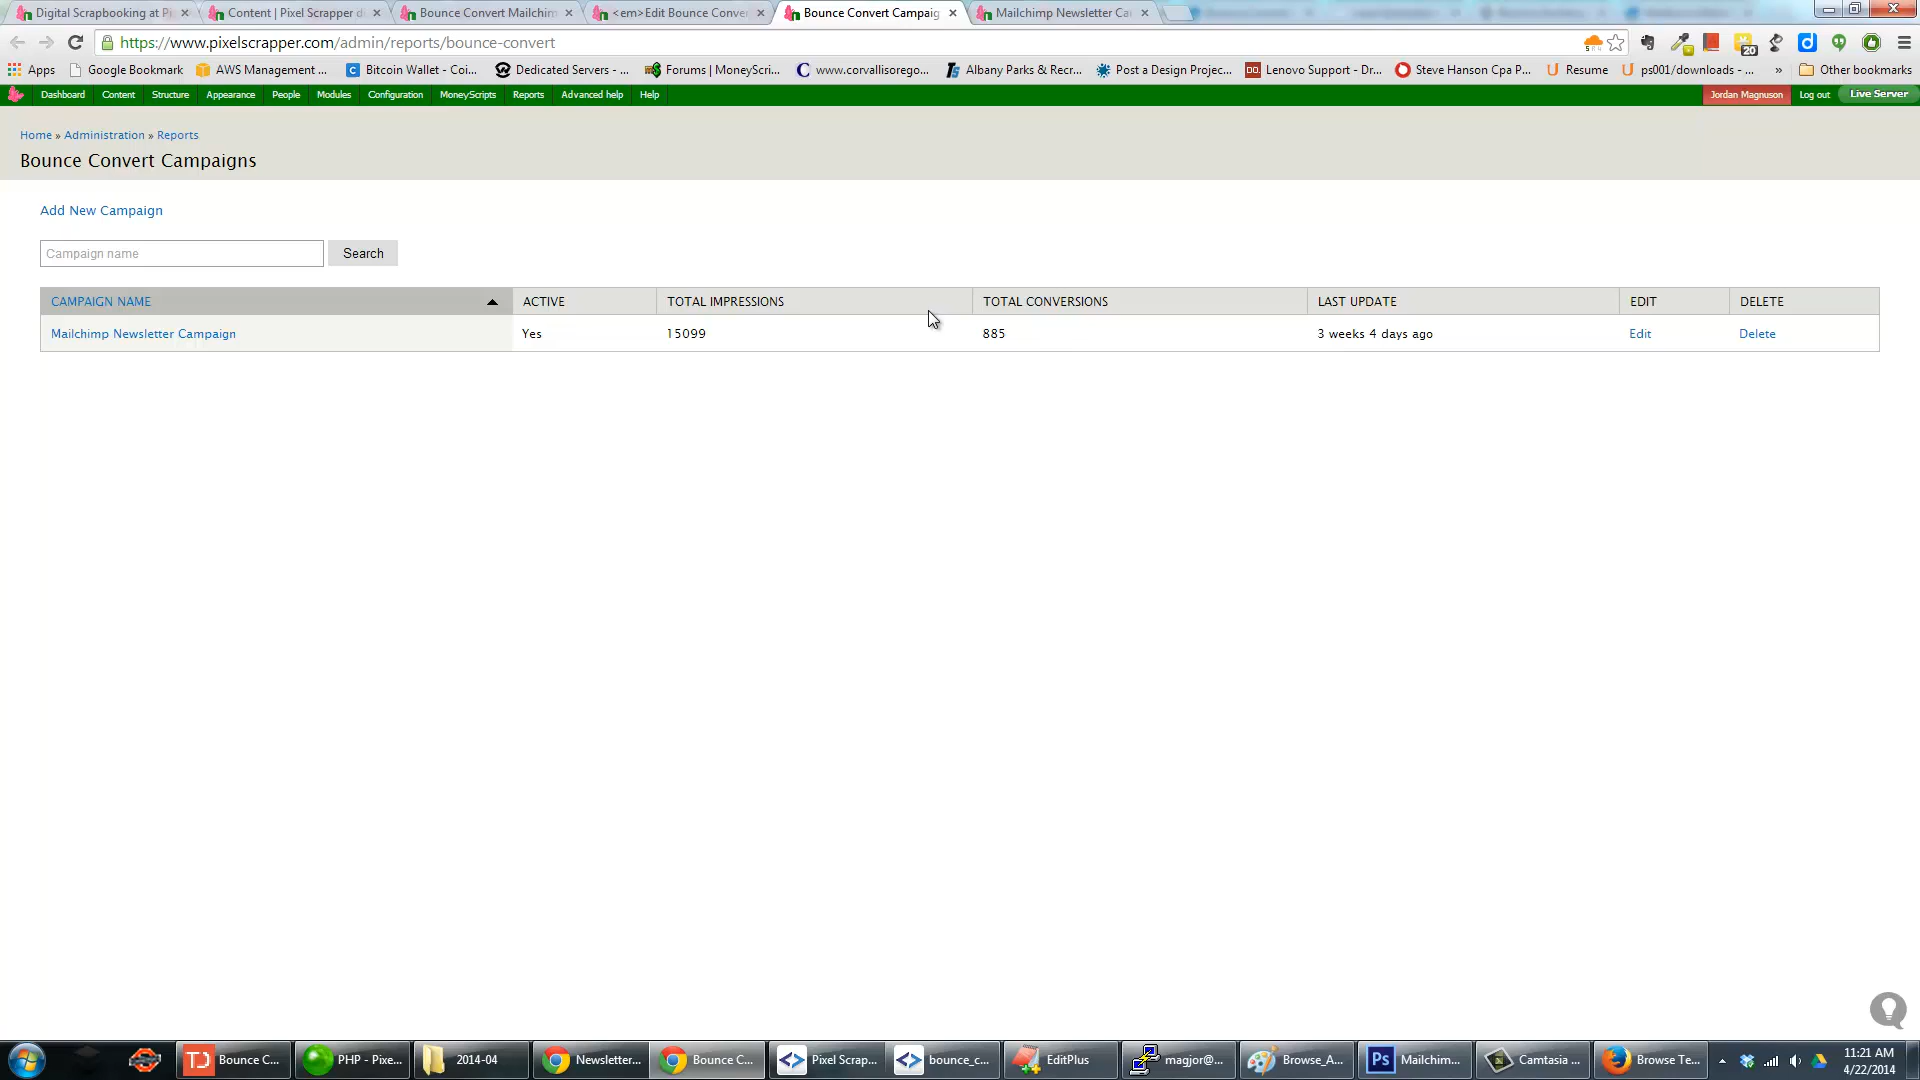 Digital Scrapbooking at Pi
Content | Pixel Scrapper di
Bounce Convert Mailchim
<em>Edit Bounce Conver
Bounce Convert Campaig
Mailchimp Newsletter Ca
https://www.pixelscrapper.com/admin/reports/bounce-convert
20
Apps
Google Bookmark
AWS Management ...
Bitcoin Wallet - Coi...
Dedicated Servers - ...
Forums | MoneyScri...
www.corvallisorego...
Albany Parks & Recr...
Post a Design Projec...
Lenovo Support - Dr...
Steve Hanson Cpa P...
Resume
ps001/downloads - ...
»
Other bookmarks
Dashboard
Content
Structure
Appearance
People
Modules
Configuration
MoneyScripts
Reports
Advanced help
Help
Jordan Magnuson
Log out
Live Server
Home » Administration » Reports
Bounce Convert Campaigns
Add New Campaign
Campaign name
Search
CAMPAIGN NAME
ACTIVE
TOTAL IMPRESSIONS
TOTAL CONVERSIONS
LAST UPDATE
EDIT
DELETE
Mailchimp Newsletter Campaign
Yes
15099
885
3 weeks 4 days ago
Edit
Delete
TJ
Bounce C...
PHP - Pixe...
2014-04
Newsletter...
Bounce C...
Pixel Scrap...
bounce_c...
EditPlus
magjor@...
Browse_A...
Ps
Mailchim...
Camtasia ...
Browse Te...
11:21 AM
4/22/2014